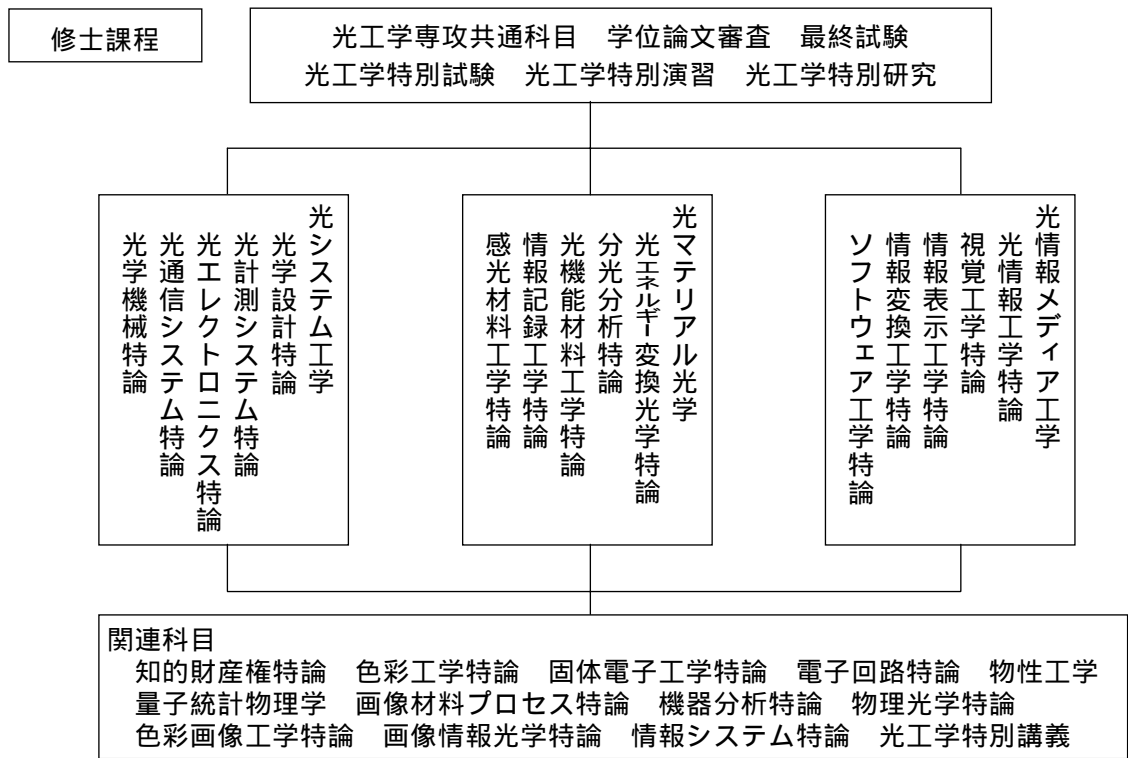 修士課程
光工学専攻共通科目 学位論文審査 最終試験
光工学特別試験 光工学特別演習 光工学特別研究
光システム工学
光学設計特論
光計測システム特論
光エレクトロニクス特論
光通信システム特論
光学機械特論
光マテリアル光学
光エネルギー変換光学特論
分光分析特論
光機能材料工学特論
情報記録工学特論
感光材料工学特論
光情報メディア工学
光情報工学特論
視覚工学特論
情報表示工学特論
情報変換工学特論
ソフトウェア工学特論
関連科目
知的財産権特論 色彩工学特論 固体電子工学特論 電子回路特論 物性工学
量子統計物理学 画像材料プロセス特論 機器分析特論 物理光学特論
色彩画像工学特論 画像情報光学特論 情報システム特論 光工学特別講義